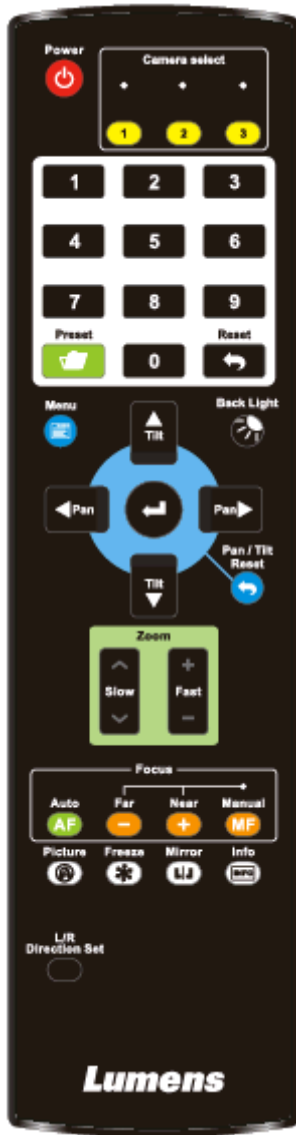 Power
Camera select
1 2 3
1 2 3
4 5 6
7 8 9
Preset Reset
0
Menu Back Light
Tilt
Pan Pan
Pan / Tilt
Reset
Tilt
Zoom
Slow Fast
Focus
Auto Far Near Manual
AF − + MF
Picture Freeze Mirror Info
INFO
L/R
Direction Set
Lumens